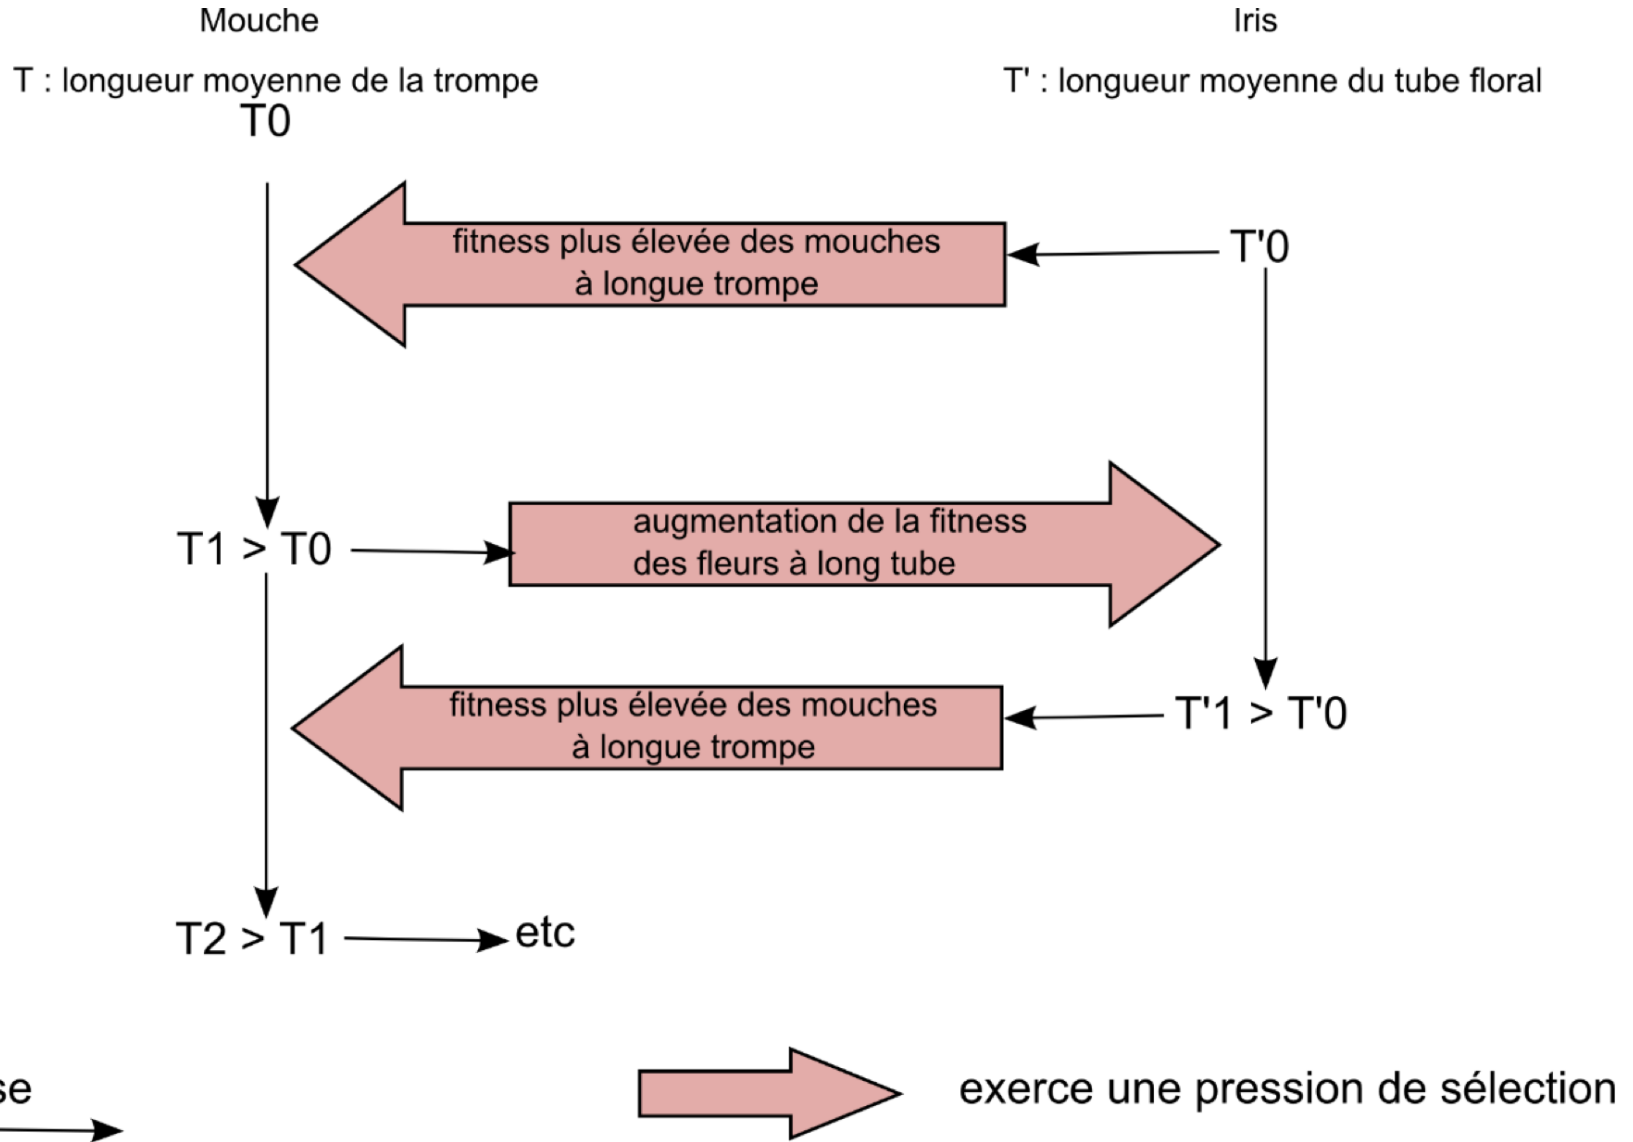 Mouche
Iris
T : longueur moyenne de la trompe
T' : longueur moyenne du tube floral
T0
fitness plus élevée des mouches
à longue trompe
T'0
T1 > T0
augmentation de la fitness
des fleurs à long tube
fitness plus élevée des mouches
à longue trompe
T'1 > T'0
T2 > T1
etc
se
exerce une pression de sélection